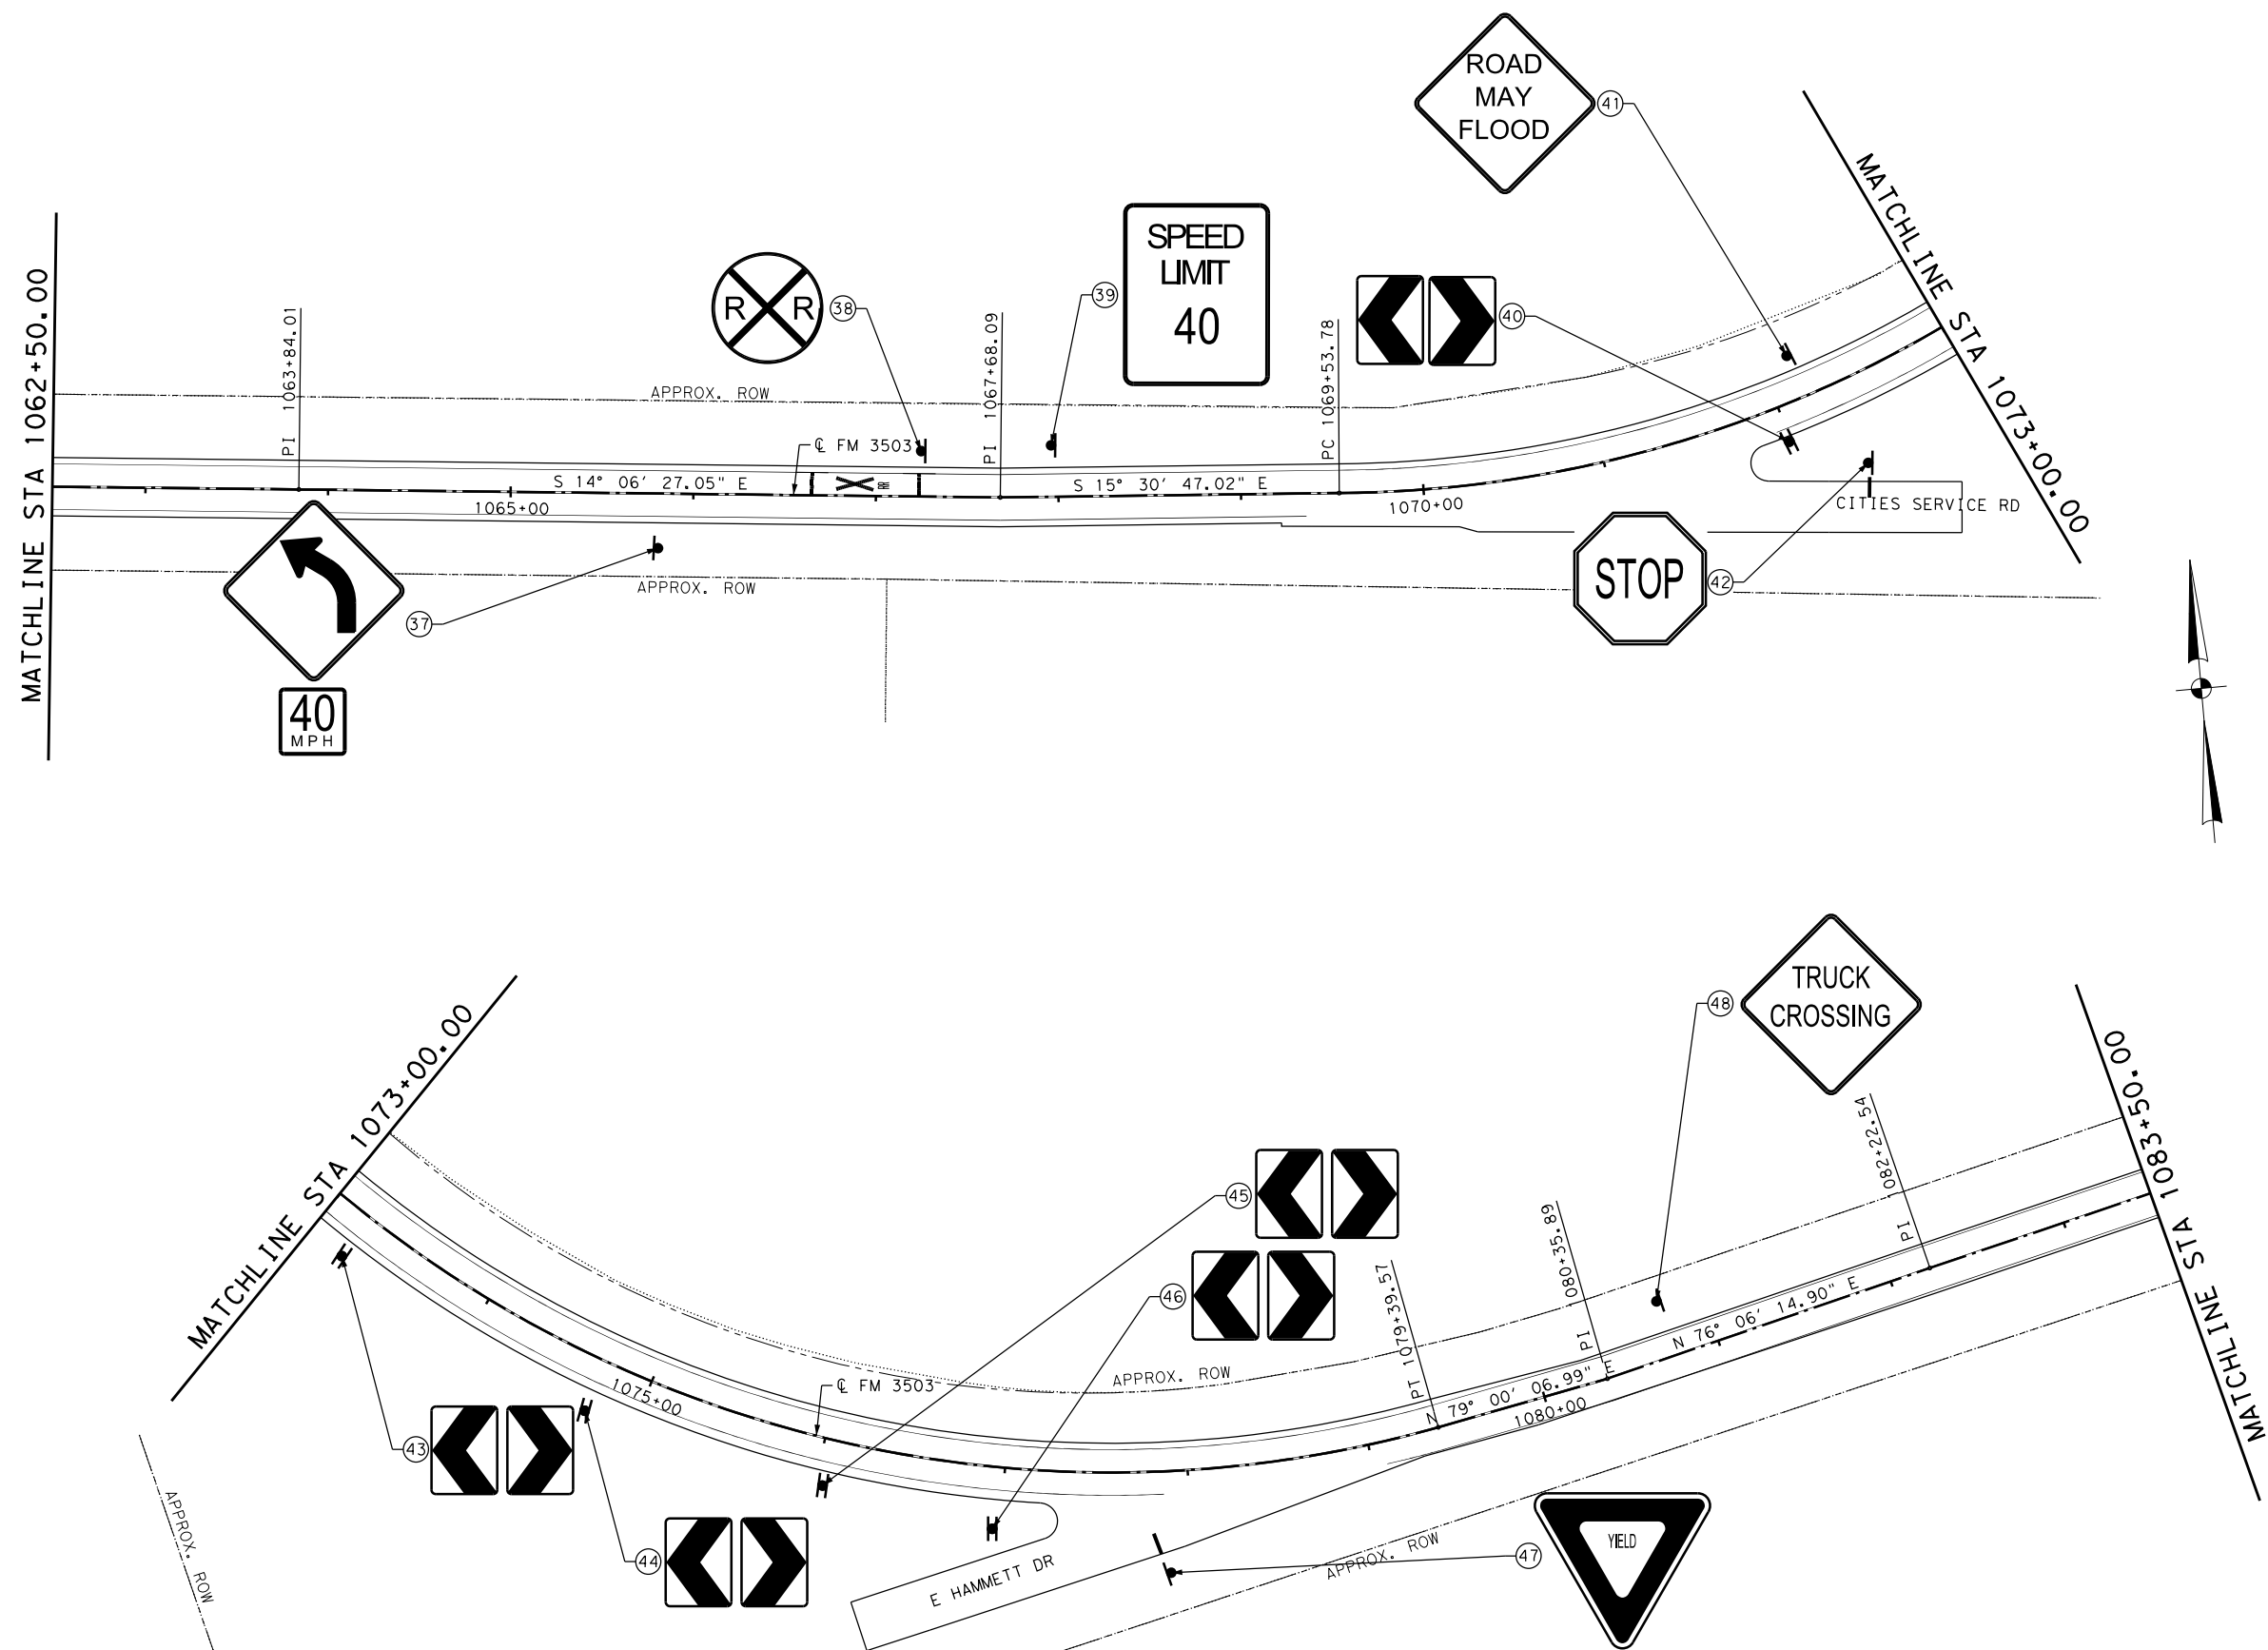 ROAD
MAY
FLOOD
41
MATCHLINE STA 1073+00.00
MATCHLINE STA 1062+50.00
PI 1063+84.01
R R
38
39
SPEED
LIMIT
40
PI 1067+68.09
40
PC 1069+53.78
APPROX. ROW
℄ FM 3503
S 14° 06' 27.05" E
S 15° 30' 47.02" E
1065+00
1070+00
CITIES SERVICE RD
APPROX. ROW
STOP
42
37
40
MPH
MATCHLINE STA 1073+00.00
TRUCK
CROSSING
48
MATCHLINE STA 1083+50.00
PI 1082+22.54
45
46
PI 1080+35.89
PT 1079+39.57
APPROX. ROW
N 76° 06' 14.90" E
N 79° 00' 06.99" E
1080+00
℄ FM 3503
1075+00
43
44
APPROX. ROW
E HAMMETT DR
APPROX. ROW
47
YIELD